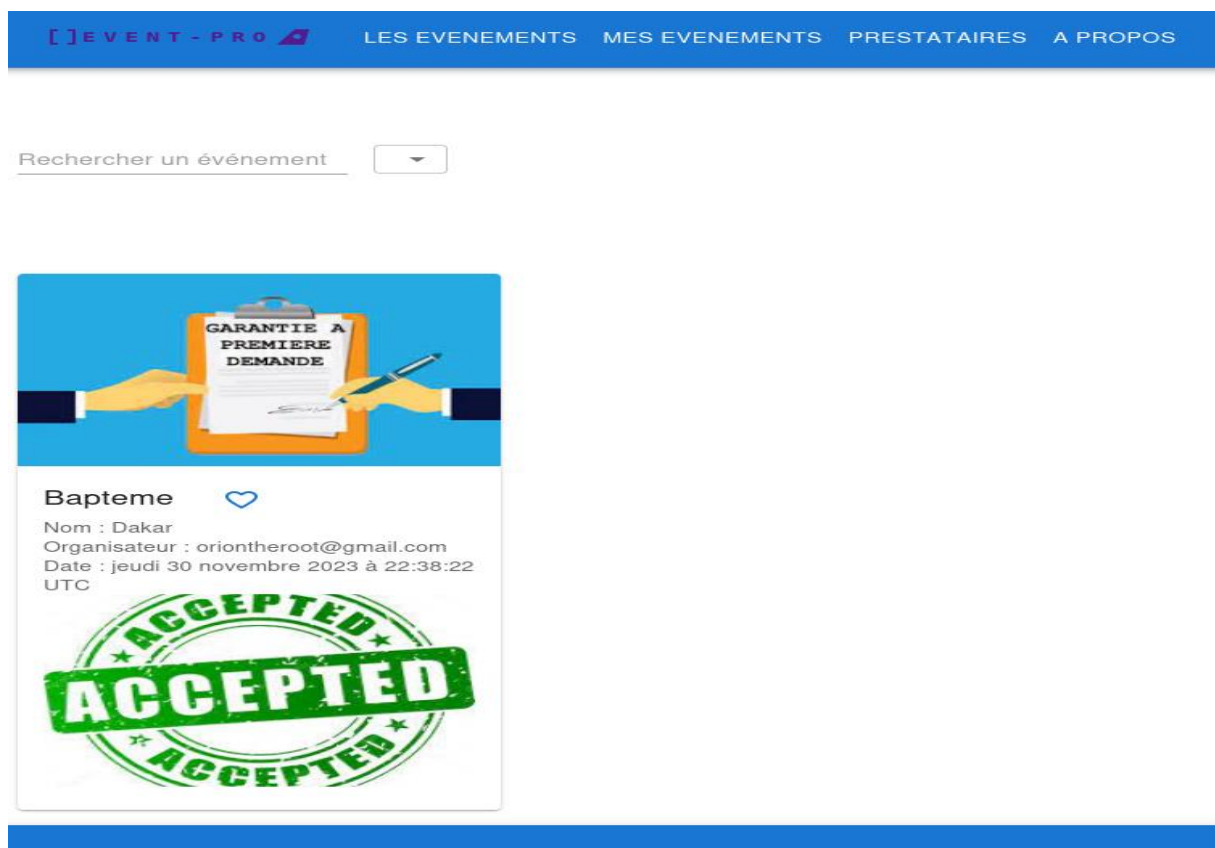 []EVENT-PRO LES EVENEMENTS MES EVENEMENTS PRESTATAIRES A PROPOS
Rechercher un événement
GARANTIE A
PREMIERE
DEMANDE
Bapteme
Nom : Dakar
Organisateur : oriontheroot@gmail.com
Date : jeudi 30 novembre 2023 à 22:38:22
UTC
ACCEPTED
ACCEPTED
ACCEPTED